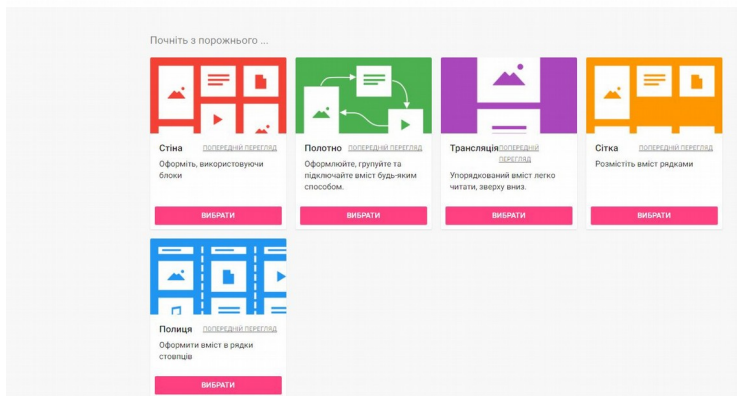 Почніть з порожнього ...
Стіна ПОПЕРЕДНІЙ ПЕРЕГЛЯД
Оформіть, використовуючи
блоки
ВИБРАТИ
Полотно ПОПЕРЕДНІЙ ПЕРЕГЛЯД
Оформлюйте, групуйте та
підключайте вміст будь-яким
способом.
ВИБРАТИ
Трансляція ПОПЕРЕДНІЙ
ПЕРЕГЛЯД
Упорядкований вміст легко
читати, зверху вниз.
ВИБРАТИ
Сітка ПОПЕРЕДНІЙ ПЕРЕГЛЯД
Розмістіть вміст рядками
ВИБРАТИ
Полиця ПОПЕРЕДНІЙ ПЕРЕГЛЯД
Оформити вміст в рядки
стовпців
ВИБРАТИ